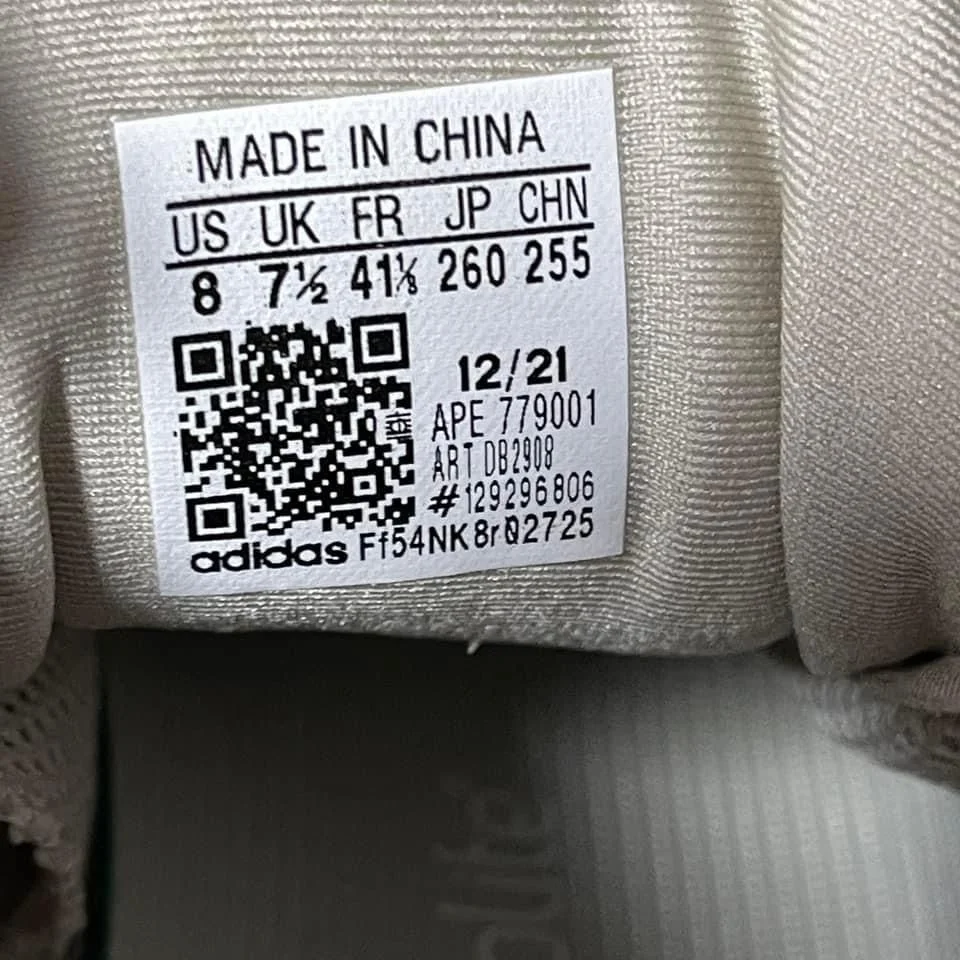 MADE IN CHINA
US UK FR JP CHN
8 7½ 41⅓ 260 255
12/21
APE 779001
ART DB2908
#129296806
adidas Ff54NK8r02725